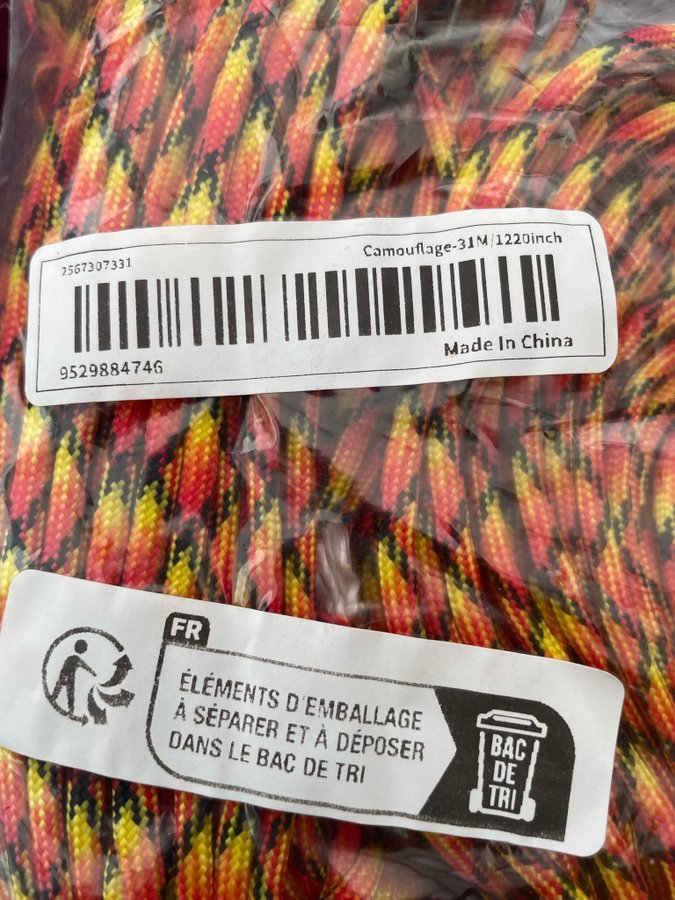 2567307331
Camouflage-31M/1220inch
9529884746
Made In China
FR
ÉLÉMENTS D'EMBALLAGE
À SÉPARER ET À DÉPOSER
DANS LE BAC DE TRI
BAC
DE
TRI